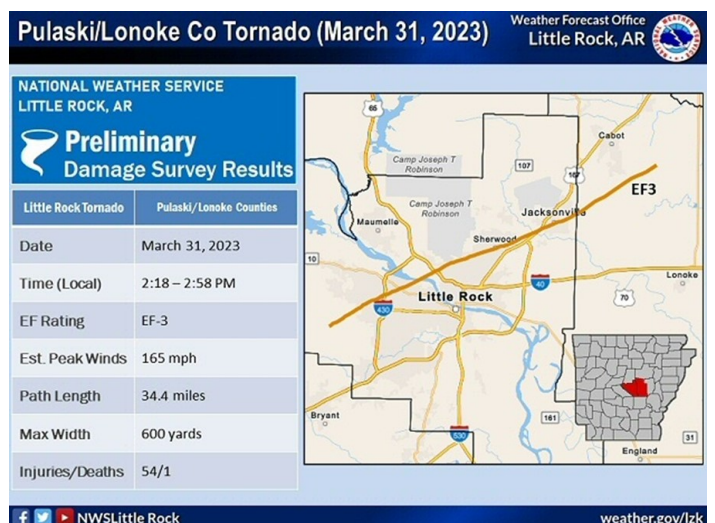 Pulaski/Lonoke Co Tornado (March 31, 2023)
Weather Forecast Office
Little Rock, AR
NATIONAL WEATHER SERVICE
LITTLE ROCK, AR
Preliminary
Damage Survey Results
Little Rock Tornado Pulaski/Lonoke Counties
Date March 31, 2023
Time (Local) 2:18 – 2:58 PM
EF Rating EF-3
Est. Peak Winds 165 mph
Path Length 34.4 miles
Max Width 600 yards
Injuries/Deaths 54/1
65
Cabot
Camp Joseph T
Robinson
107
167
EF3
Camp Joseph T
Robinson
Jacksonville
Maumelle
Sherwood
10
40
Lonoke
Little Rock
70
430
Bryant
161
530
31
England
NWSLittle Rock
weather.gov/lzk